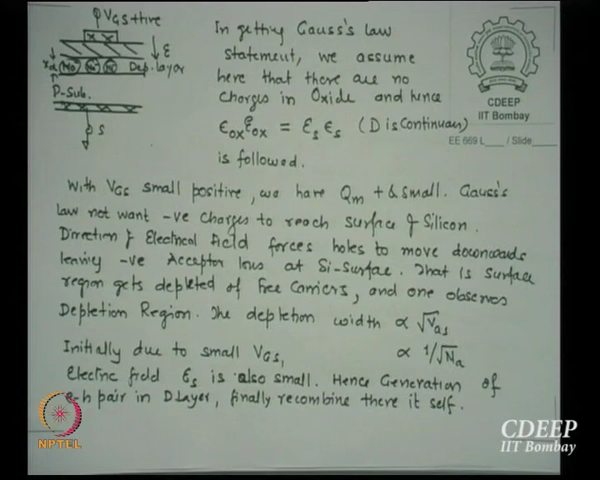 VGS +tive
ε
xd Na⁻ Na⁻ Dep. layer
P-Sub.
S
In getting Gauss's law
statement, we assume
here that there are no
Charges in Oxide and hence
ϵox εox = εs ϵs (D is Continuous)
is followed.
CDEEP
IIT Bombay
EE 669 L____ / Slide____
With VGS small positive, we have Qm + & small. Gauss's
law not want -ve charges to reach surface of Silicon.
Direction of Electrical Field forces holes to move downwards
leaving -ve Acceptor Ions at Si-Surface. That is surface
region gets depleted of Free Carriers, and one observes
Depletion Region. The depletion width ∝ √VGS
Initially due to small VGS, ∝ 1/√Na
Electric field εs is also small. Hence Generation of
e-h pair in D Layer, finally recombine there it self.
NPTEL
CDEEP
IIT Bombay